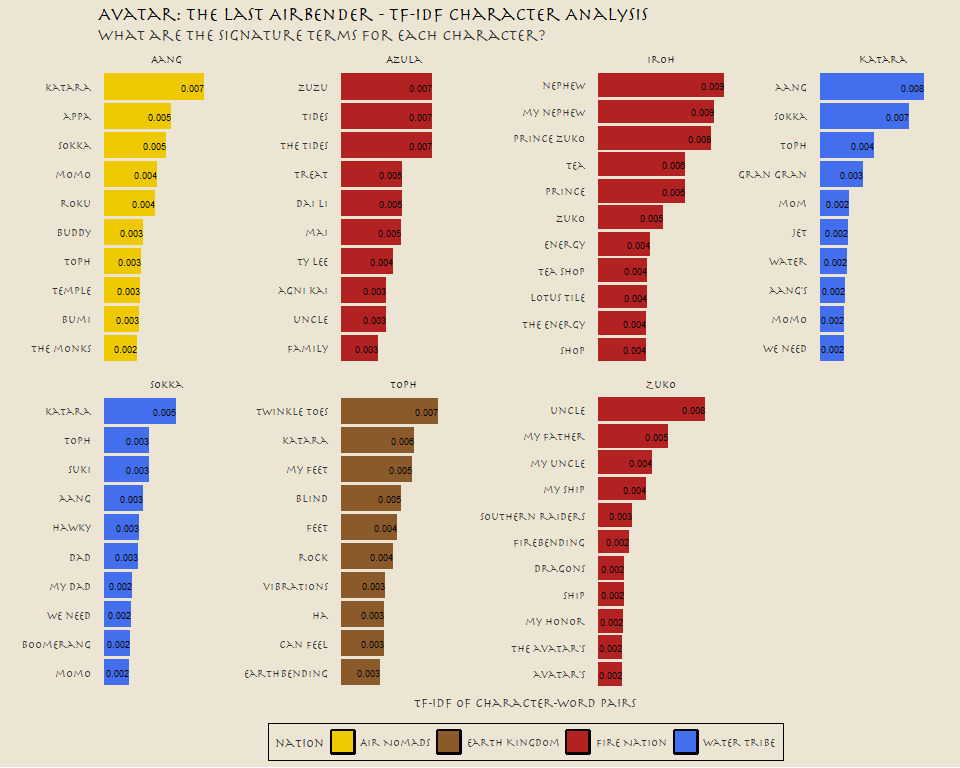 Avatar: The Last Airbender - TF-IDF Character Analysis
What are the signature terms for each character?
Aang
Katara 0.007
Appa 0.005
Sokka 0.005
Momo 0.004
Roku 0.004
Buddy 0.003
Toph 0.003
Temple 0.003
Bumi 0.003
The Monks 0.002
Azula
Zuzu 0.007
Tides 0.007
The Tides 0.007
Treat 0.005
Dai Li 0.005
Mai 0.005
Ty Lee 0.004
Agni Kai 0.003
Uncle 0.003
Family 0.003
Iroh
Nephew 0.009
My Nephew 0.009
Prince Zuko 0.008
Tea 0.006
Prince 0.006
Zuko 0.005
Energy 0.004
Tea Shop 0.004
Lotus Tile 0.004
The Energy 0.004
Shop 0.004
Katara
Aang 0.008
Sokka 0.007
Toph 0.004
Gran Gran 0.003
Mom 0.002
Jet 0.002
Water 0.002
Aang's 0.002
Momo 0.002
We Need 0.002
Sokka
Katara 0.005
Toph 0.003
Suki 0.003
Aang 0.003
Hawky 0.003
Dad 0.003
My Dad 0.002
We Need 0.002
Boomerang 0.002
Momo 0.002
Toph
Twinkle Toes 0.007
Katara 0.006
My Feet 0.005
Blind 0.005
Feet 0.004
Rock 0.004
Vibrations 0.003
Ha 0.003
Can Feel 0.003
Earthbending 0.003
Zuko
Uncle 0.008
My Father 0.005
My Uncle 0.004
My Ship 0.004
Southern Raiders 0.003
Firebending 0.002
Dragons 0.002
Ship 0.002
My Honor 0.002
The Avatar's 0.002
Avatar's 0.002
TF-IDF of Character-Word Pairs
Nation Air Nomads Earth Kingdom Fire Nation Water Tribe